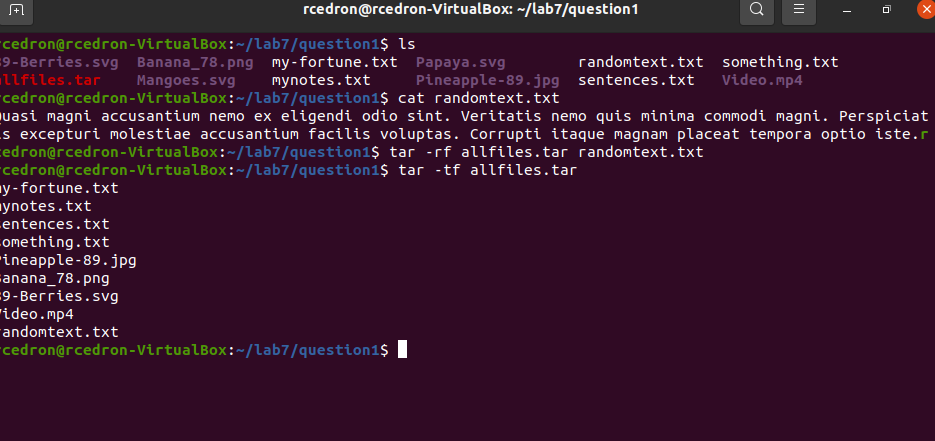 rcedron@rcedron-VirtualBox: ~/lab7/question1
rcedron@rcedron-VirtualBox:~/lab7/question1$ ls
89-Berries.svg Banana_78.png my-fortune.txt Papaya.svg randomtext.txt something.txt
allfiles.tar Mangoes.svg mynotes.txt Pineapple-89.jpg sentences.txt Video.mp4
rcedron@rcedron-VirtualBox:~/lab7/question1$ cat randomtext.txt
Quasi magni accusantium nemo ex eligendi odio sint. Veritatis nemo quis minima commodi magni. Perspiciat
is excepturi molestiae accusantium facilis voluptas. Corrupti itaque magnam placeat tempora optio iste.r
cedron@rcedron-VirtualBox:~/lab7/question1$ tar -rf allfiles.tar randomtext.txt
rcedron@rcedron-VirtualBox:~/lab7/question1$ tar -tf allfiles.tar
my-fortune.txt
mynotes.txt
sentences.txt
something.txt
Pineapple-89.jpg
Banana_78.png
89-Berries.svg
Video.mp4
randomtext.txt
rcedron@rcedron-VirtualBox:~/lab7/question1$